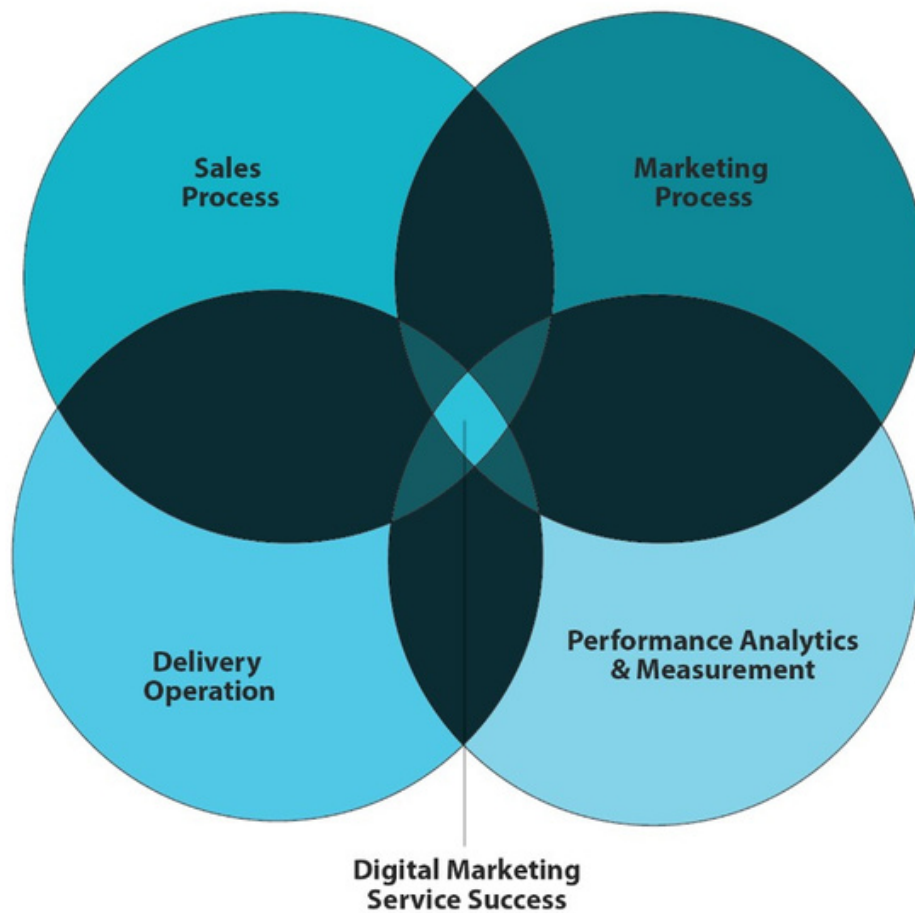 Sales
Process
Marketing
Process
Delivery
Operation
Performance Analytics
& Measurement
Digital Marketing
Service Success